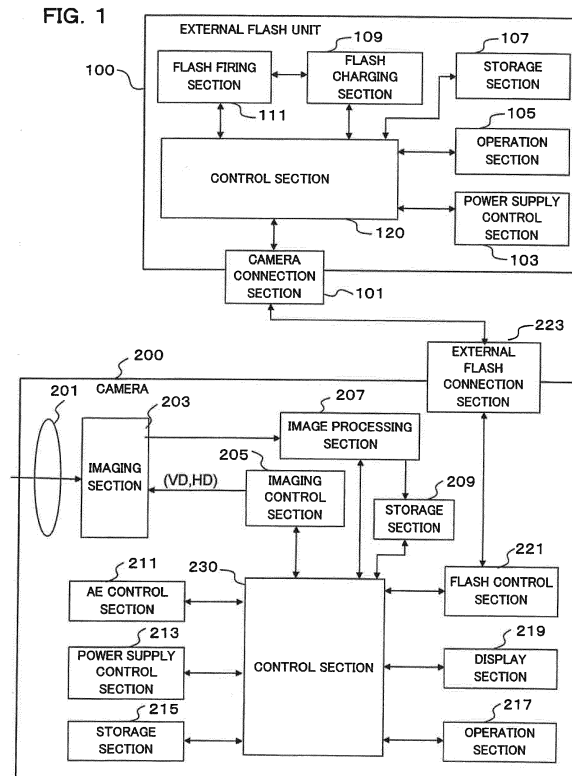 FIG. 1
EXTERNAL FLASH UNIT
100
109
107
FLASH FIRING
SECTION
111
FLASH
CHARGING
SECTION
STORAGE
SECTION
105
OPERATION
SECTION
CONTROL SECTION
120
POWER SUPPLY
CONTROL
SECTION
103
CAMERA
CONNECTION
SECTION
101
223
EXTERNAL
FLASH
CONNECTION
SECTION
200
CAMERA
201
203
IMAGING
SECTION
207
IMAGE PROCESSING
SECTION
205
(VD,HD)
IMAGING
CONTROL
SECTION
209
STORAGE
SECTION
211
AE CONTROL
SECTION
230
CONTROL SECTION
221
FLASH CONTROL
SECTION
213
POWER SUPPLY
CONTROL
SECTION
219
DISPLAY
SECTION
215
STORAGE
SECTION
217
OPERATION
SECTION